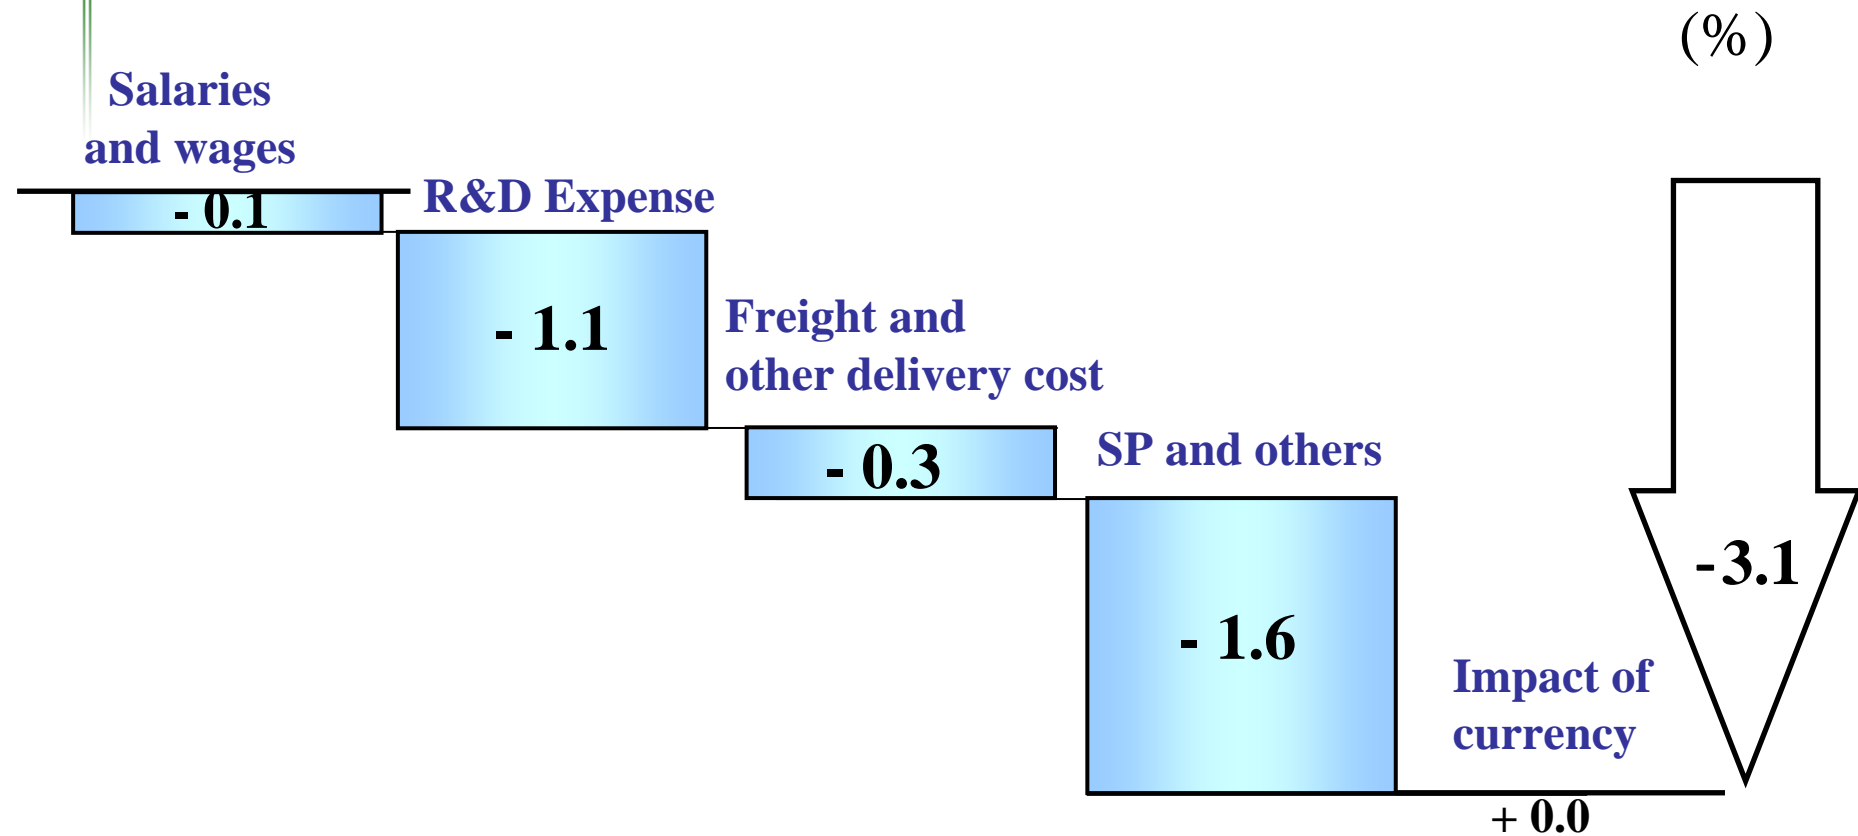 (%)
Salaries
and wages
- 0.1
R&D Expense
- 1.1
Freight and
other delivery cost
- 0.3
SP and others
- 1.6
-3.1
Impact of
currency
+ 0.0